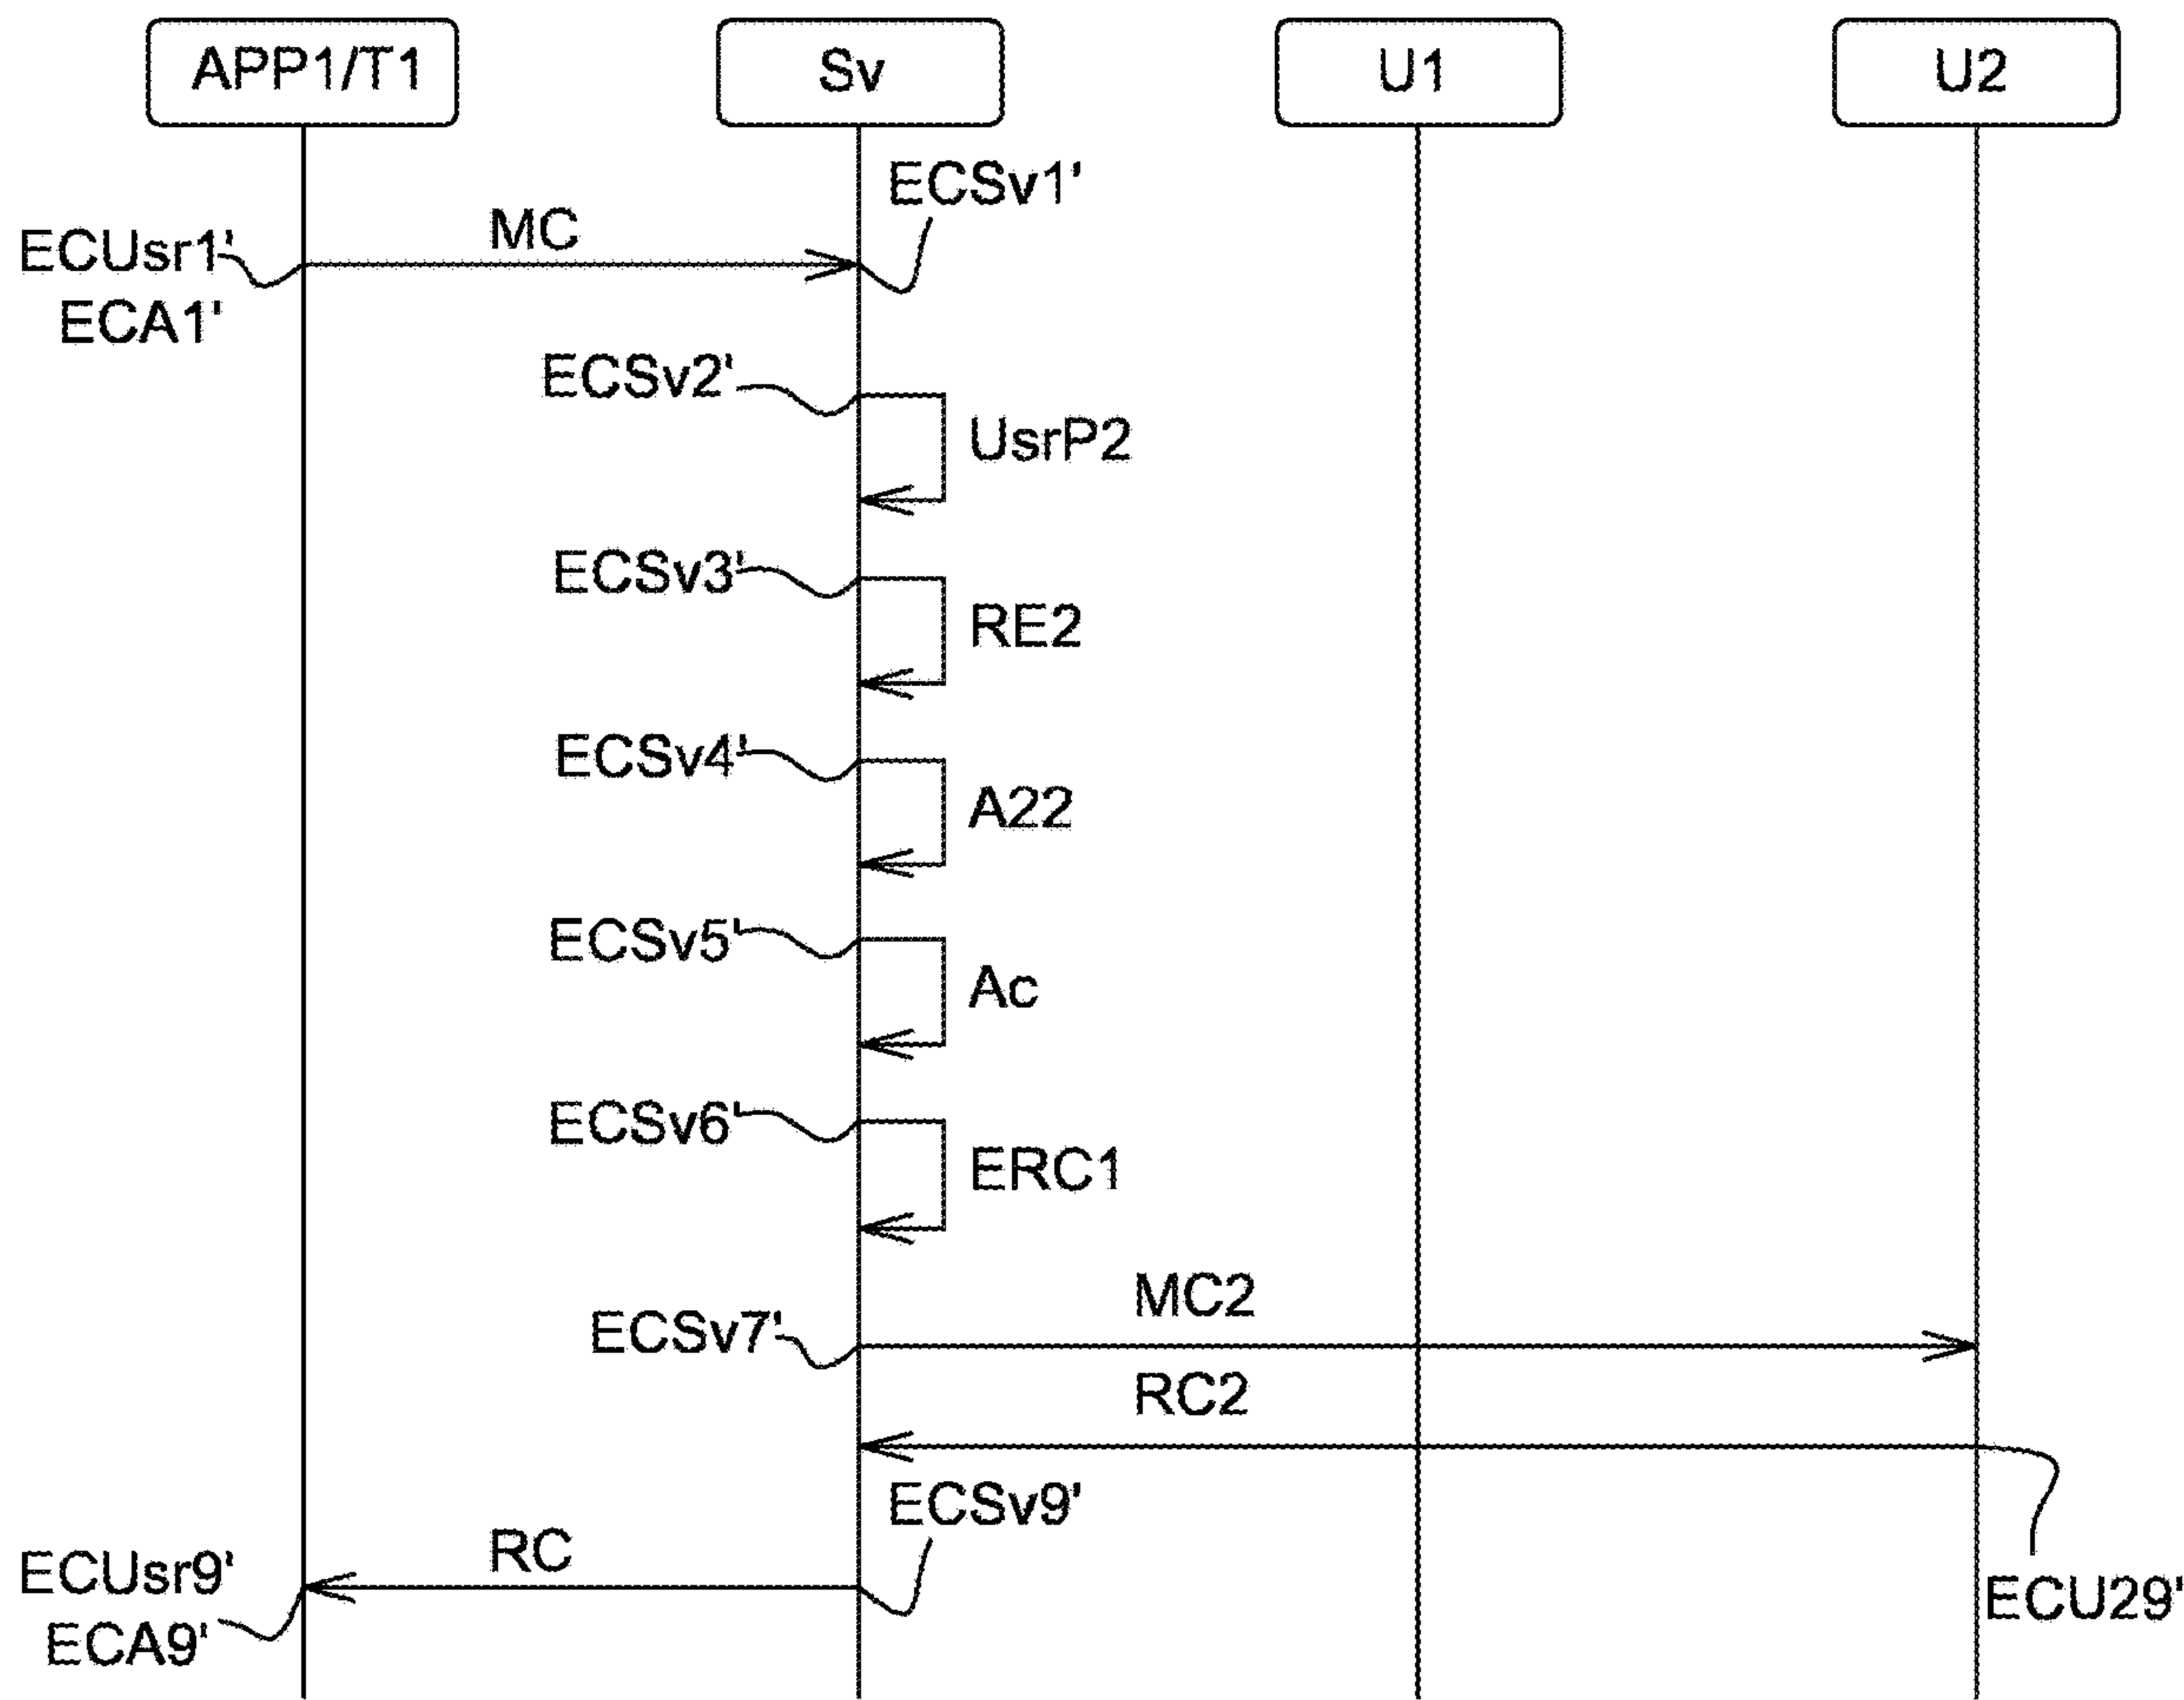 APP1/T1
Sv
U1
U2
ECSv1'
MC
ECUsr1'
ECA1'
ECSv2'
UsrP2
ECSv3'
RE2
ECSv4'
A22
ECSv5'
Ac
ECSv6'
ERC1
MC2
ECSv7'
RC2
ECSv9'
RC
ECUsr9'
ECA9'
ECU29'